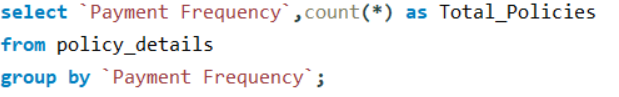 select `Payment Frequency`,count(*) as Total_Policies
from policy_details
group by `Payment Frequency`;